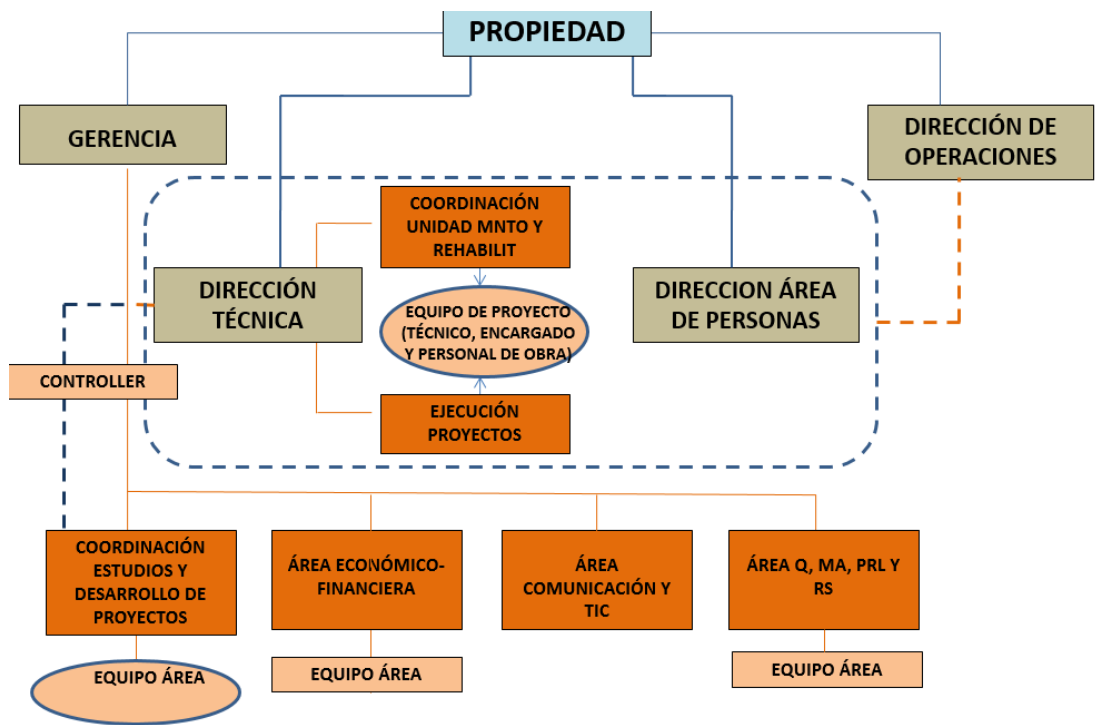 PROPIEDAD
GERENCIA
DIRECCIÓN DE
OPERACIONES
COORDINACIÓN
UNIDAD MNTO Y
REHABILIT
DIRECCIÓN
TÉCNICA
DIRECCION ÁREA
DE PERSONAS
EQUIPO DE PROYECTO
(TÉCNICO, ENCARGADO
Y PERSONAL DE OBRA)
CONTROLLER
EJECUCIÓN
PROYECTOS
COORDINACIÓN
ESTUDIOS Y
DESARROLLO DE
PROYECTOS
ÁREA ECONÓMICO-
FINANCIERA
ÁREA
COMUNICACIÓN Y
TIC
ÁREA Q, MA, PRL Y
RS
EQUIPO ÁREA
EQUIPO ÁREA
EQUIPO ÁREA